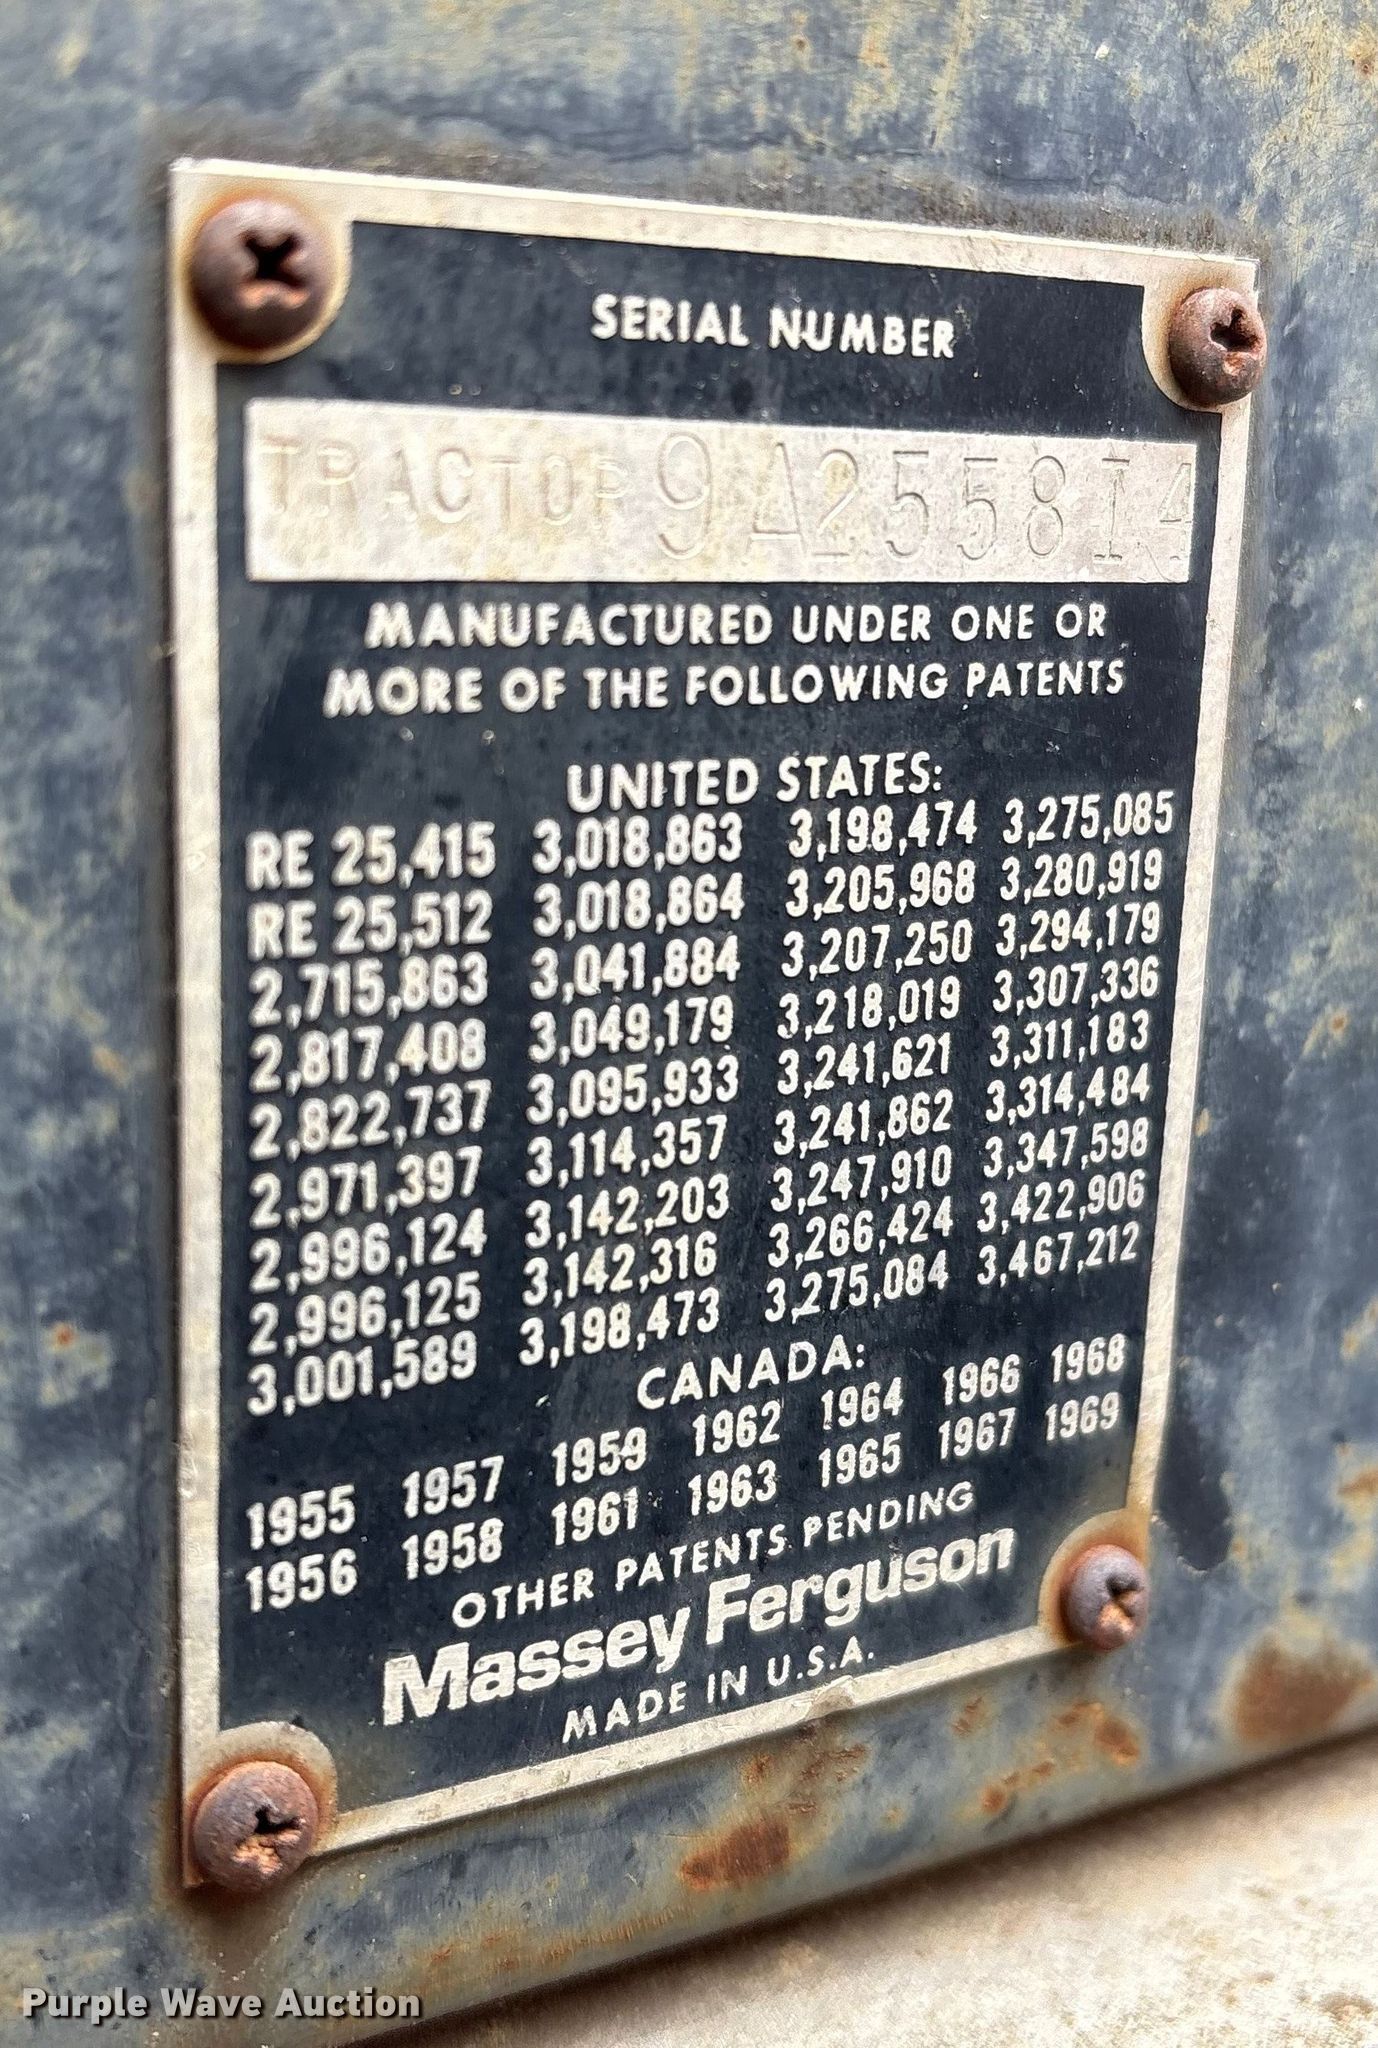 SERIAL NUMBER
TRACTOR 9A255814
MANUFACTURED UNDER ONE OR
MORE OF THE FOLLOWING PATENTS
UNITED STATES:
RE 25,415 3,018,863 3,198,474 3,275,085
RE 25,512 3,018,864 3,205,968 3,280,919
2,715,863 3,041,884 3,207,250 3,294,179
2,817,408 3,049,179 3,218,019 3,307,336
2,822,737 3,095,933 3,241,621 3,311,183
2,971,397 3,114,357 3,241,862 3,314,484
2,996,124 3,142,203 3,247,910 3,347,598
2,996,125 3,142,316 3,266,424 3,422,906
3,001,589 3,198,473 3,275,084 3,467,212
CANADA:
1955 1957 1959 1962 1964 1966 1968
1956 1958 1961 1963 1965 1967 1969
OTHER PATENTS PENDING
Massey Ferguson
MADE IN U.S.A.
Purple Wave Auction